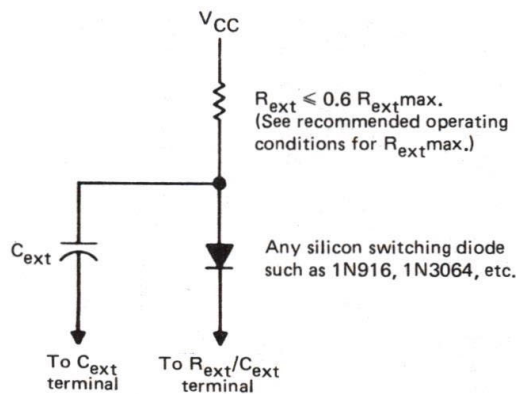 VCC
Rext ≤ 0.6 Rextmax.
(See recommended operating
conditions for Rextmax.)
Cext
Any silicon switching diode
such as 1N916, 1N3064, etc.
To Cext
terminal
To Rext/Cext
terminal